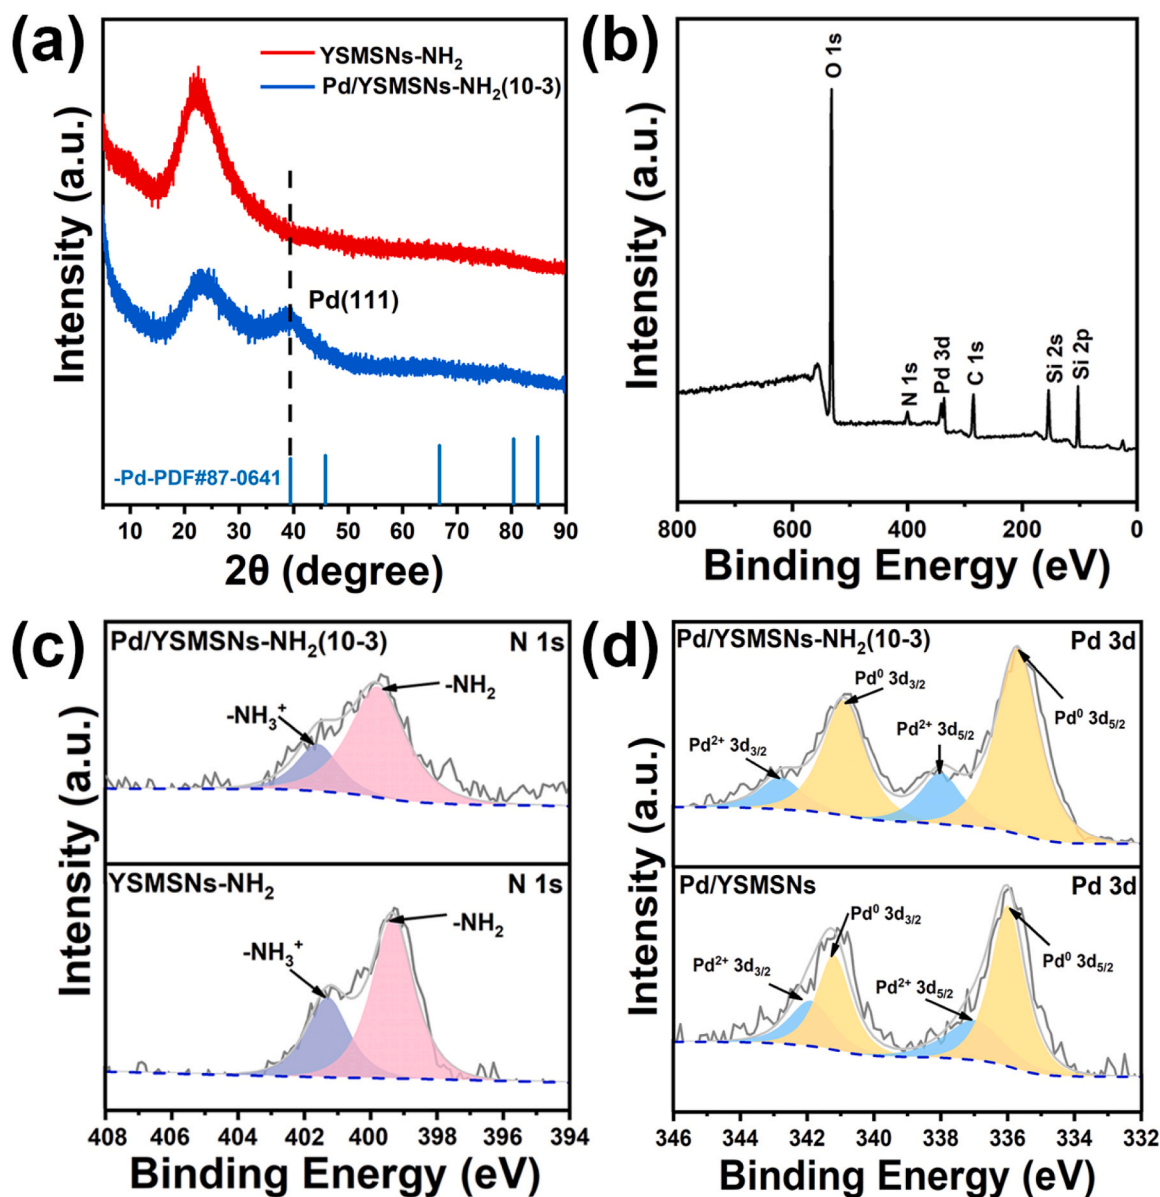 (a)
YSMSNs-NH₂
Pd/YSMSNs-NH₂(10-3)
Pd(111)
-Pd-PDF#87-0641
Intensity (a.u.)
5 10 20 30 40 50 60 70 80 90
2θ (degree)
(b)
O 1s
N 1s
Pd 3d
C 1s
Si 2s
Si 2p
Intensity (a.u.)
800 600 400 200 0
Binding Energy (eV)
(c)
Pd/YSMSNs-NH₂(10-3) N 1s
-NH₂
-NH₃⁺
YSMSNs-NH₂ N 1s
-NH₂
-NH₃⁺
Intensity (a.u.)
408 406 404 402 400 398 396 394
Binding Energy (eV)
(d)
Pd/YSMSNs-NH₂(10-3) Pd 3d
Pd⁰ 3d₃/₂
Pd⁰ 3d₅/₂
Pd²⁺ 3d₅/₂
Pd²⁺ 3d₃/₂
Pd/YSMSNs Pd 3d
Pd⁰ 3d₃/₂
Pd²⁺ 3d₃/₂
Pd²⁺ 3d₅/₂
Pd⁰ 3d₅/₂
Intensity (a.u.)
346 344 342 340 338 336 334 332
Binding Energy (eV)